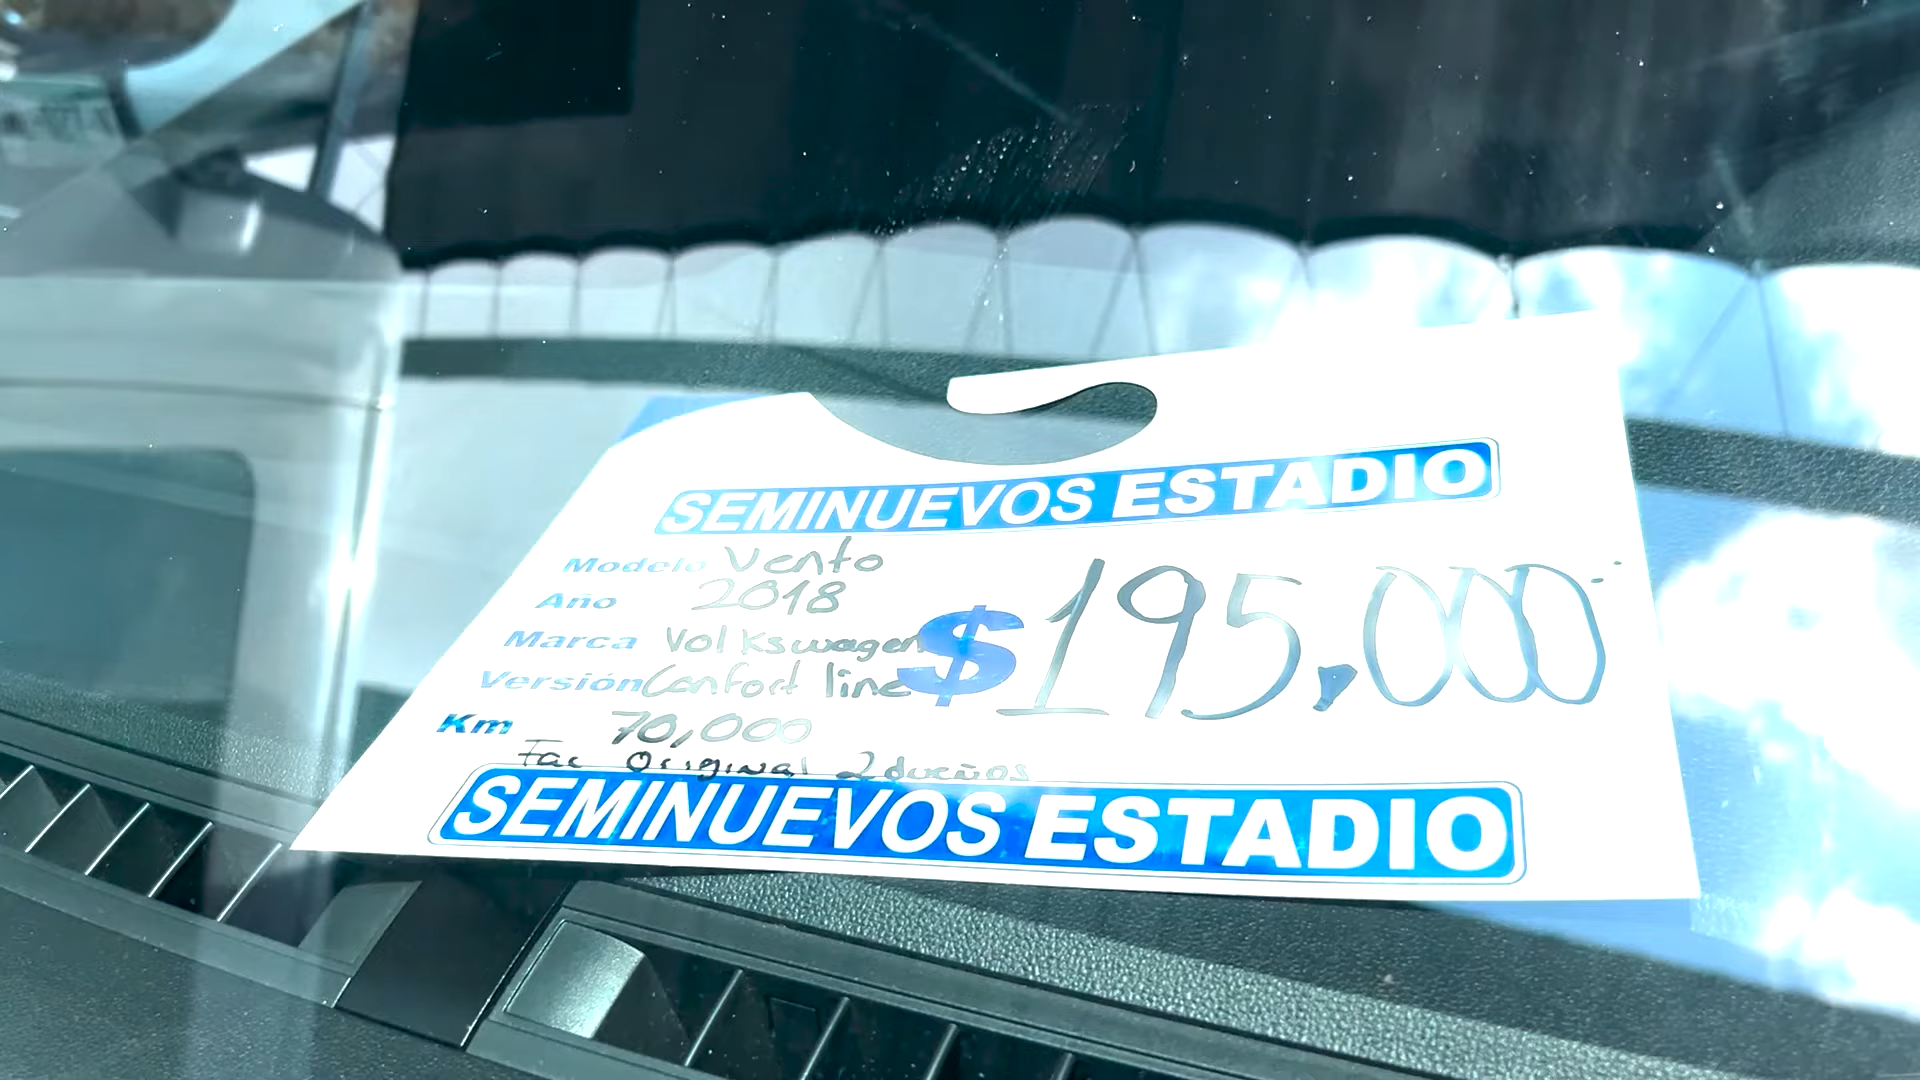 SEMINUEVOS ESTADIO
Modelo Vento
Año 2018
Marca Volkswagen
Versión Confort line
$195,000
Km 70,000
Fac Original 2 dueños
SEMINUEVOS ESTADIO